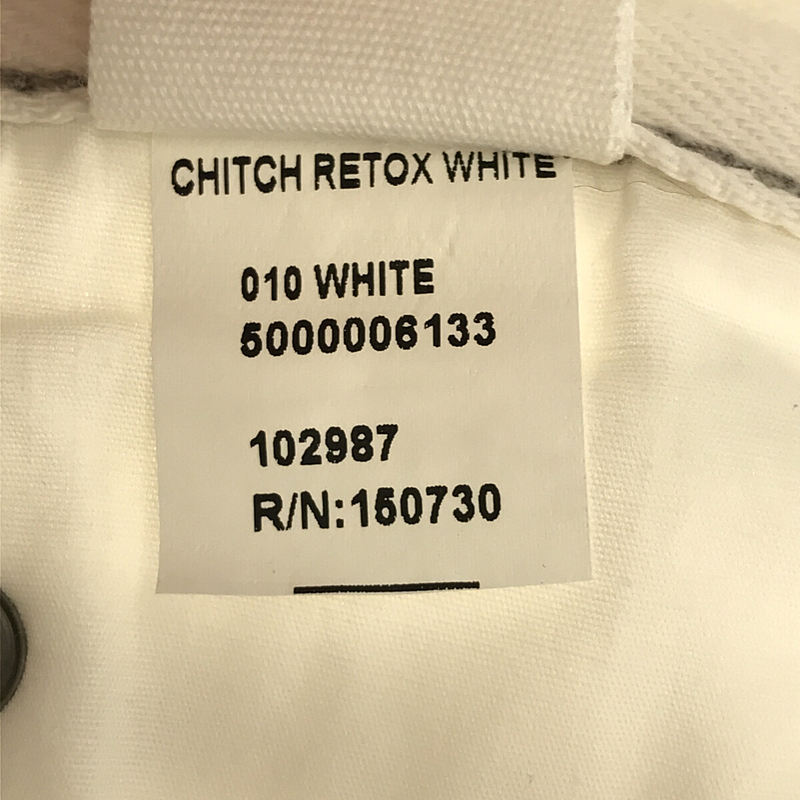 CHITCH RETOX WHITE
010 WHITE
5000006133
102987
R/N:150730